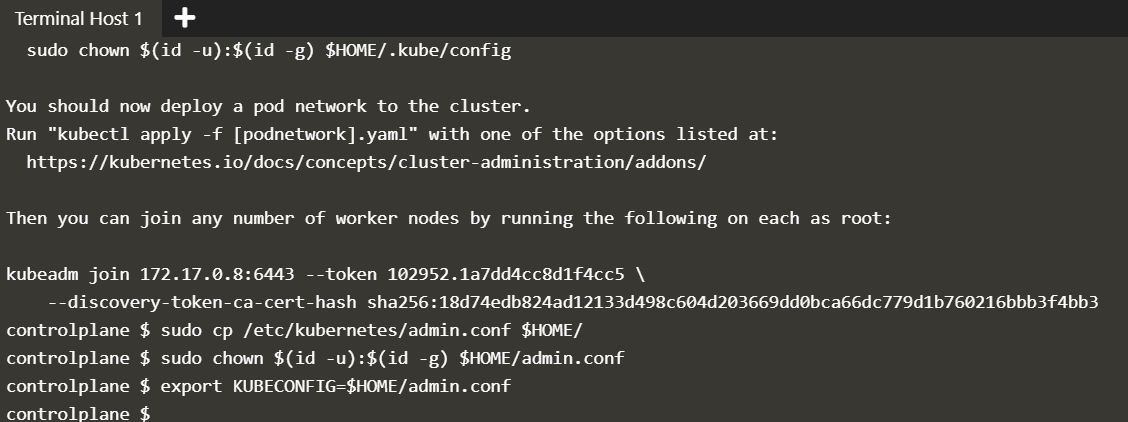 Terminal Host 1 +
sudo chown $(id -u):$(id -g) $HOME/.kube/config
You should now deploy a pod network to the cluster.
Run "kubectl apply -f [podnetwork].yaml" with one of the options listed at:
https://kubernetes.io/docs/concepts/cluster-administration/addons/
Then you can join any number of worker nodes by running the following on each as root:
kubeadm join 172.17.0.8:6443 --token 102952.1a7dd4cc8d1f4cc5 \
--discovery-token-ca-cert-hash sha256:18d74edb824ad12133d498c604d203669dd0bca66dc779d1b760216bbb3f4bb3
controlplane $ sudo cp /etc/kubernetes/admin.conf $HOME/
controlplane $ sudo chown $(id -u):$(id -g) $HOME/admin.conf
controlplane $ export KUBECONFIG=$HOME/admin.conf
controlplane $